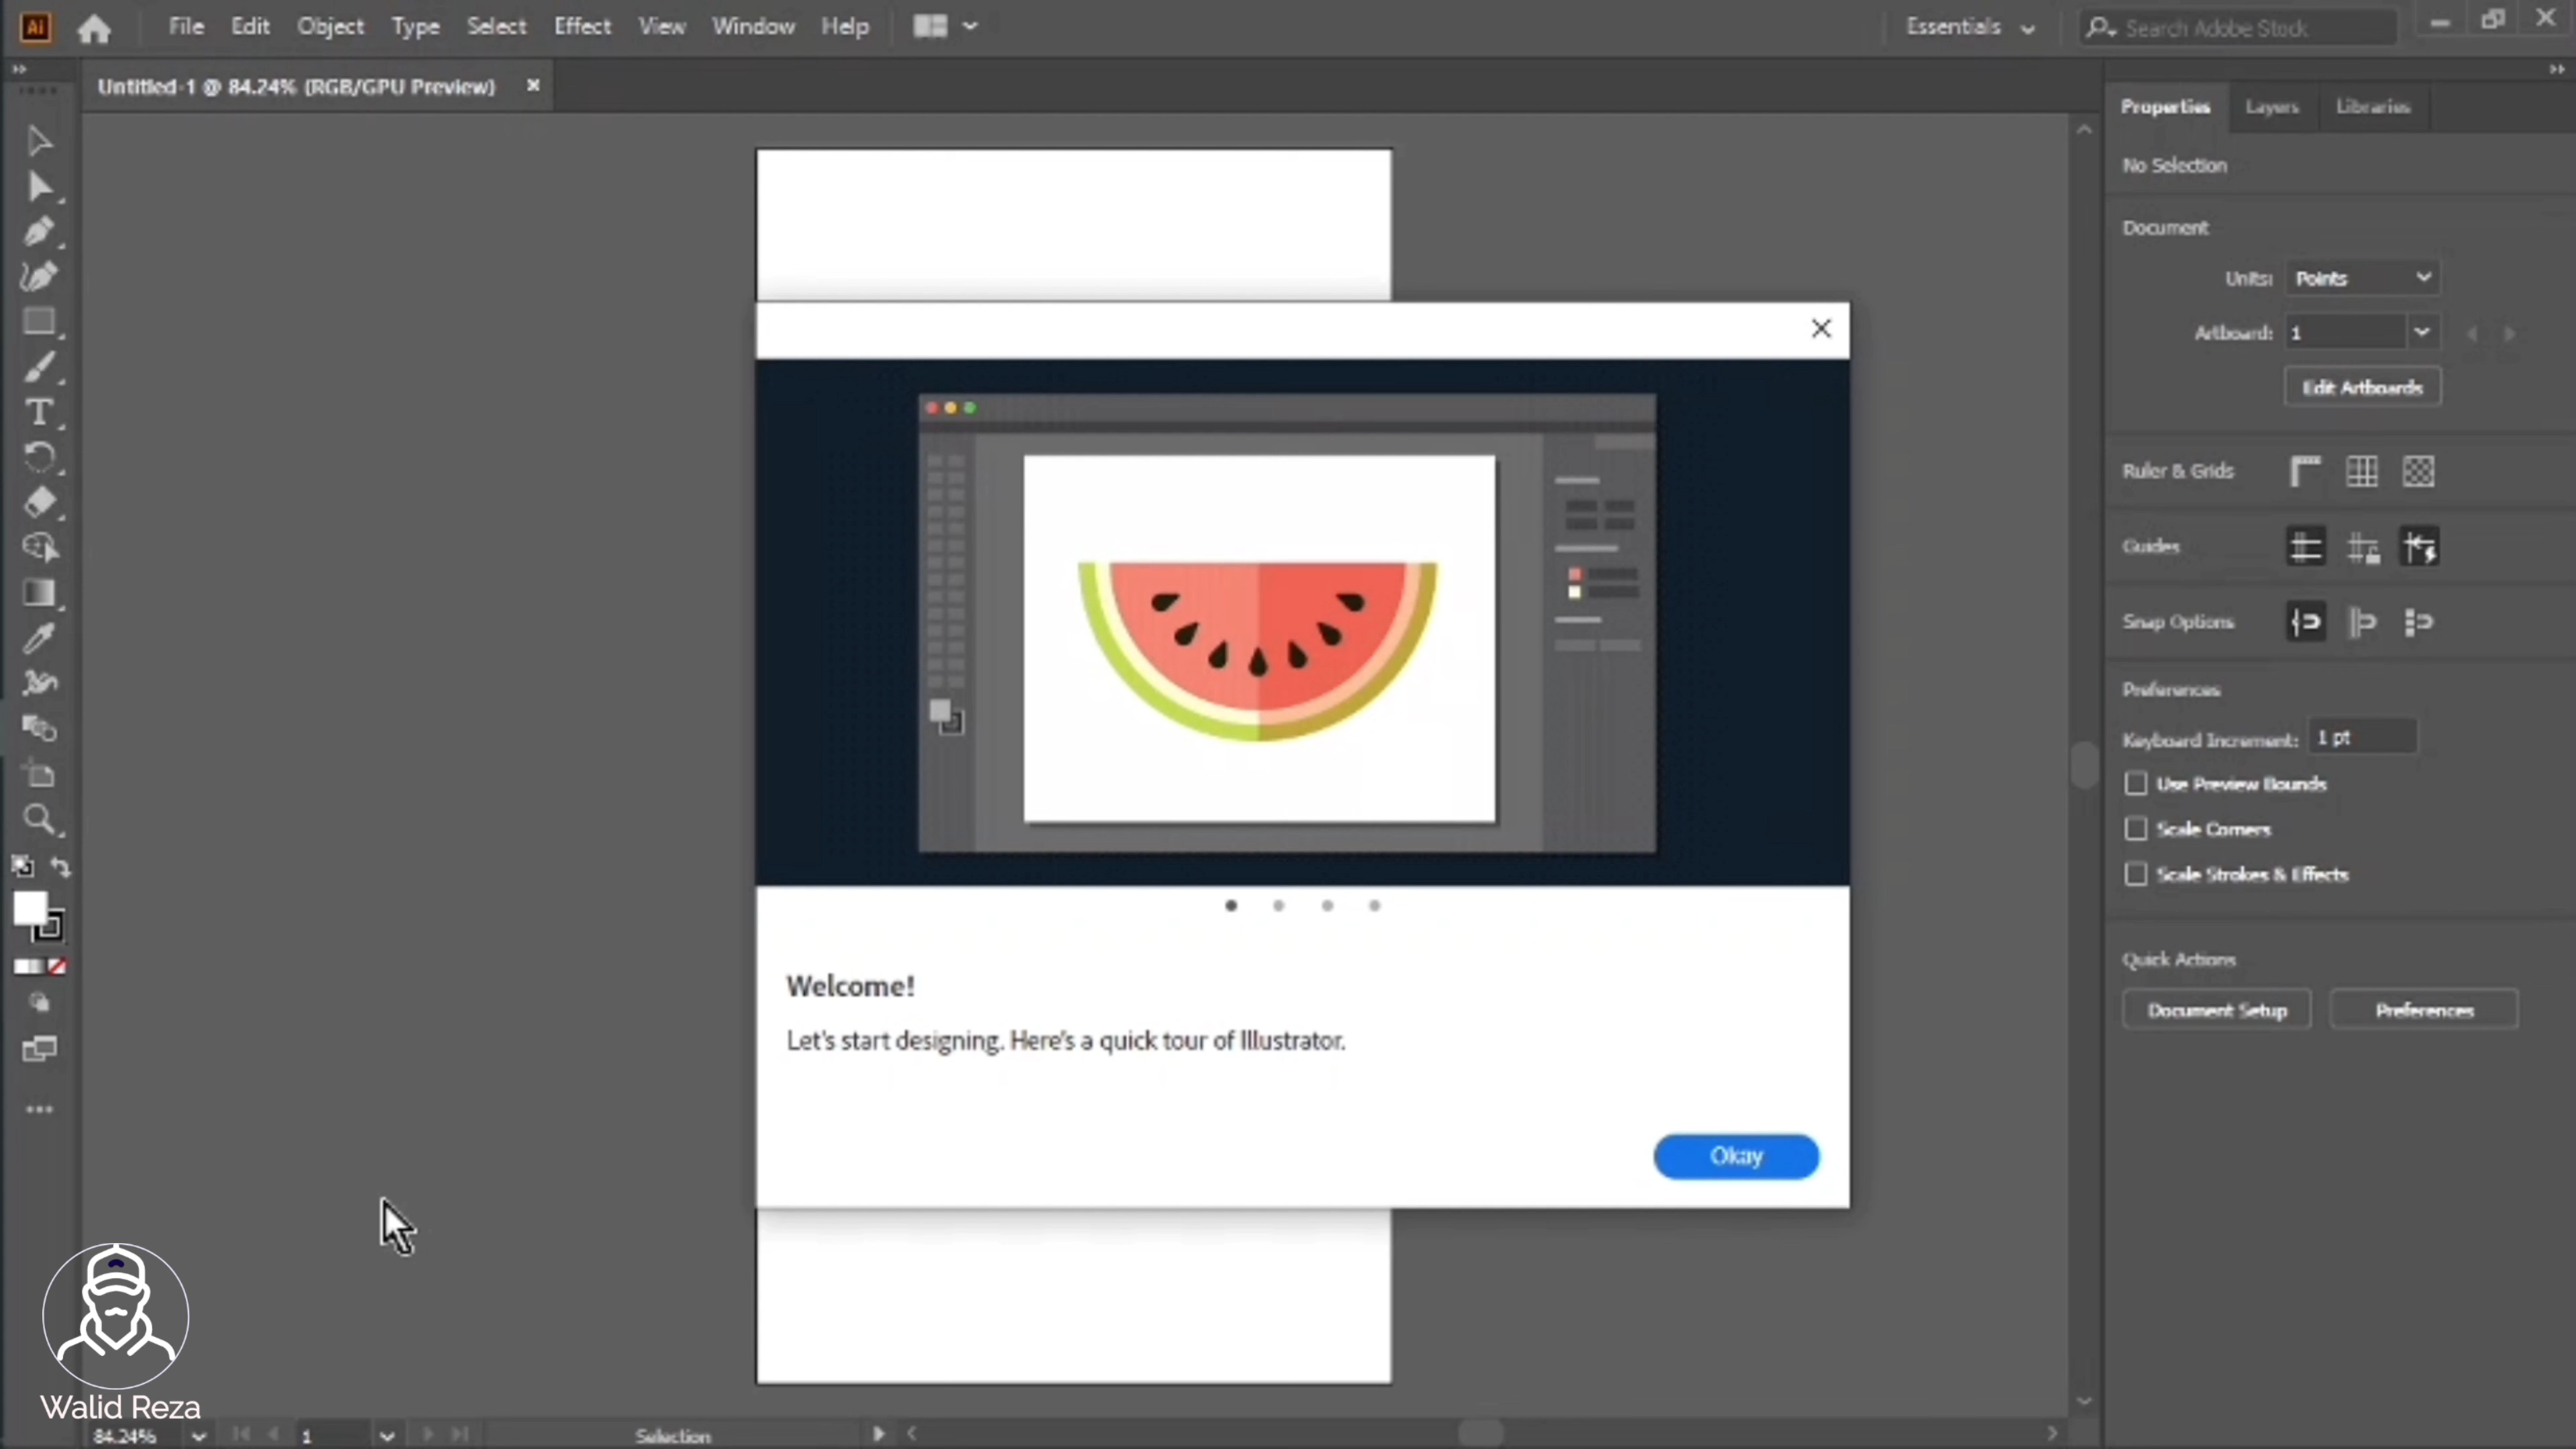 Ai File Edit Object Type Select Effect View Window Help Essentials Search Adobe Stock
Untitled-1 @ 84.24% (RGB/GPU Preview)
Properties Layers Libraries
No Selection
Document
Units: Points
Artboard: 1
Edit Artboards
Ruler & Grids
Guides
Snap Options
Preferences
Keyboard Increment: 1 pt
Use Preview Bounds
Scale Corners
Scale Strokes & Effects
Quick Actions
Document Setup Preferences
Welcome!
Let's start designing. Here's a quick tour of Illustrator.
Okay
Walid Reza
84.24% 1 Selection